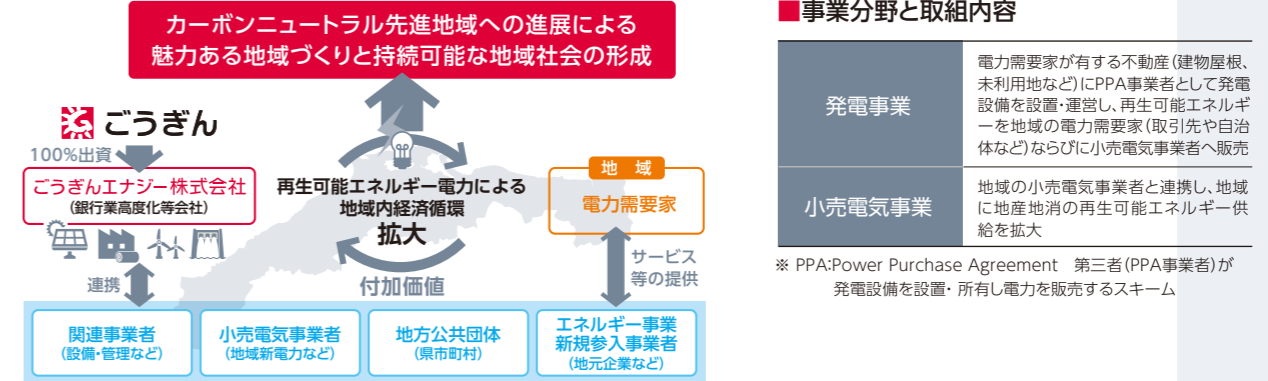 カーボンニュートラル先進地域への進展による
魅力ある地域づくりと持続可能な地域社会の形成
ごうぎん
100%出資
ごうぎんエナジー株式会社
(銀行業高度化等会社)
再生可能エネルギー電力による
地域内経済循環
拡大
地域
電力需要家
連携
付加価値
サービス
等の提供
関連事業者
(設備・管理など)
小売電気事業者
(地域新電力など)
地方公共団体
(県市町村)
エネルギー事業
新規参入事業者
(地元企業など)
■事業分野と取組内容
発電事業
電力需要家が有する不動産(建物屋根、
未利用地など)にPPA事業者として発電
設備を設置・運営し、再生可能エネルギ
ーを地域の電力需要家(取引先や自治
体など)ならびに小売電気事業者へ販売
小売電気事業
地域の小売電気事業者と連携し、地域
に地産地消の再生可能エネルギー供
給を拡大
※ PPA:Power Purchase Agreement 第三者(PPA事業者)が
発電設備を設置・所有し電力を販売するスキーム